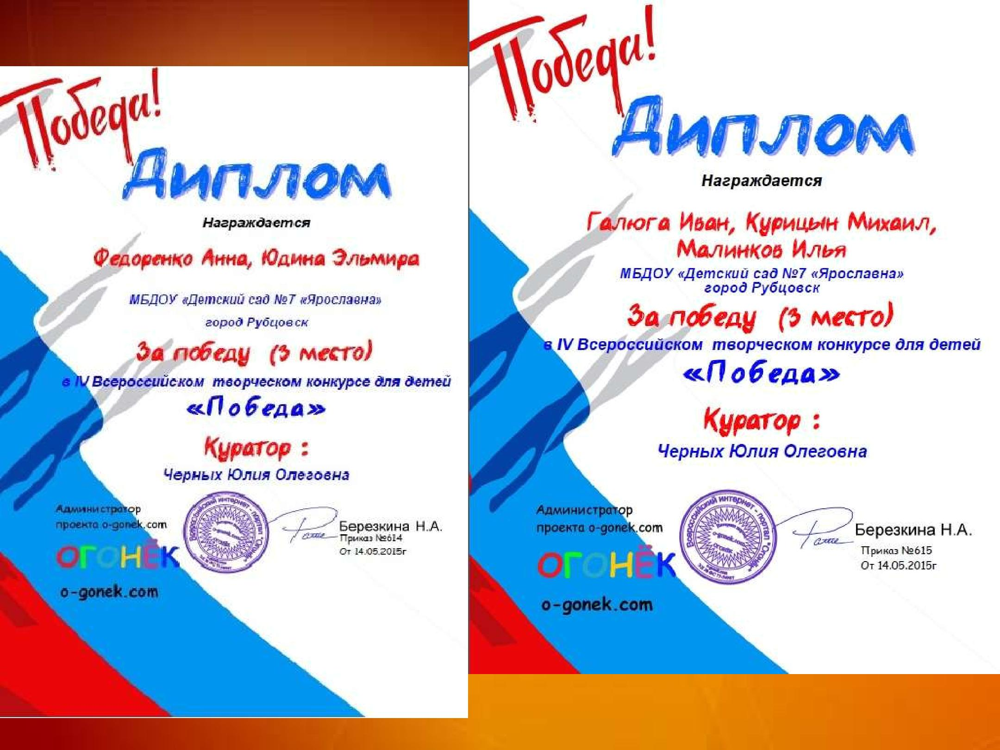 Победа!
Диплом
Награждается
Федоренко Анна, Юдина Эльмира
МБДОУ «Детский сад №7 «Ярославна»
город Рубцовск
За победу (3 место)
в IV Всероссийском творческом конкурсе для детей
«Победа»
Куратор :
Черных Юлия Олеговна
Администратор
проекта o-gonek.com
ОГОНЁК
o-gonek.com
Всероссийский интернет - портал "Огонёк"
Березкина Н.А.
Приказ №614
От 14.05.2015г
Победа!
Диплом
Награждается
Галюга Иван, Курицын Михаил,
Малинков Илья
МБДОУ «Детский сад №7 «Ярославна»
город Рубцовск
За победу (3 место)
в IV Всероссийском творческом конкурсе для детей
«Победа»
Куратор :
Черных Юлия Олеговна
Администратор
проекта o-gonek.com
ОГОНЁК
o-gonek.com
Всероссийский интернет - портал "Огонёк"
o-gonek.com
Березкина Н.А.
Приказ №615
От 14.05.2015г